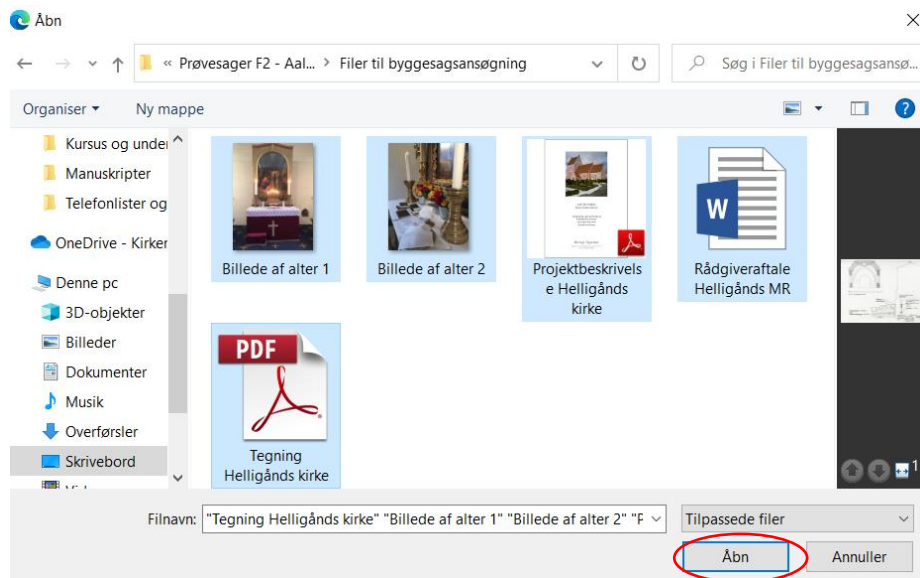 Åbn
« Prøvesager F2 - Aal... > Filer til byggesagsansøgning
Søg i Filer til byggesagsansø...
Organiser
Ny mappe
Kursus og under
Manuskripter
Telefonlister og
OneDrive - Kirker
Denne pc
3D-objekter
Billeder
Dokumenter
Musik
Overførsler
Skrivebord
Billede af alter 1
Billede af alter 2
Projektbeskrivels
e Helligånds
kirke
W
Rådgiveraftale
Helligånds MR
PDF
Tegning
Helligånds kirke
1
Filnavn:
"Tegning Helligånds kirke" "Billede af alter 1" "Billede af alter 2" "P
Tilpassede filer
Åbn
Annuller